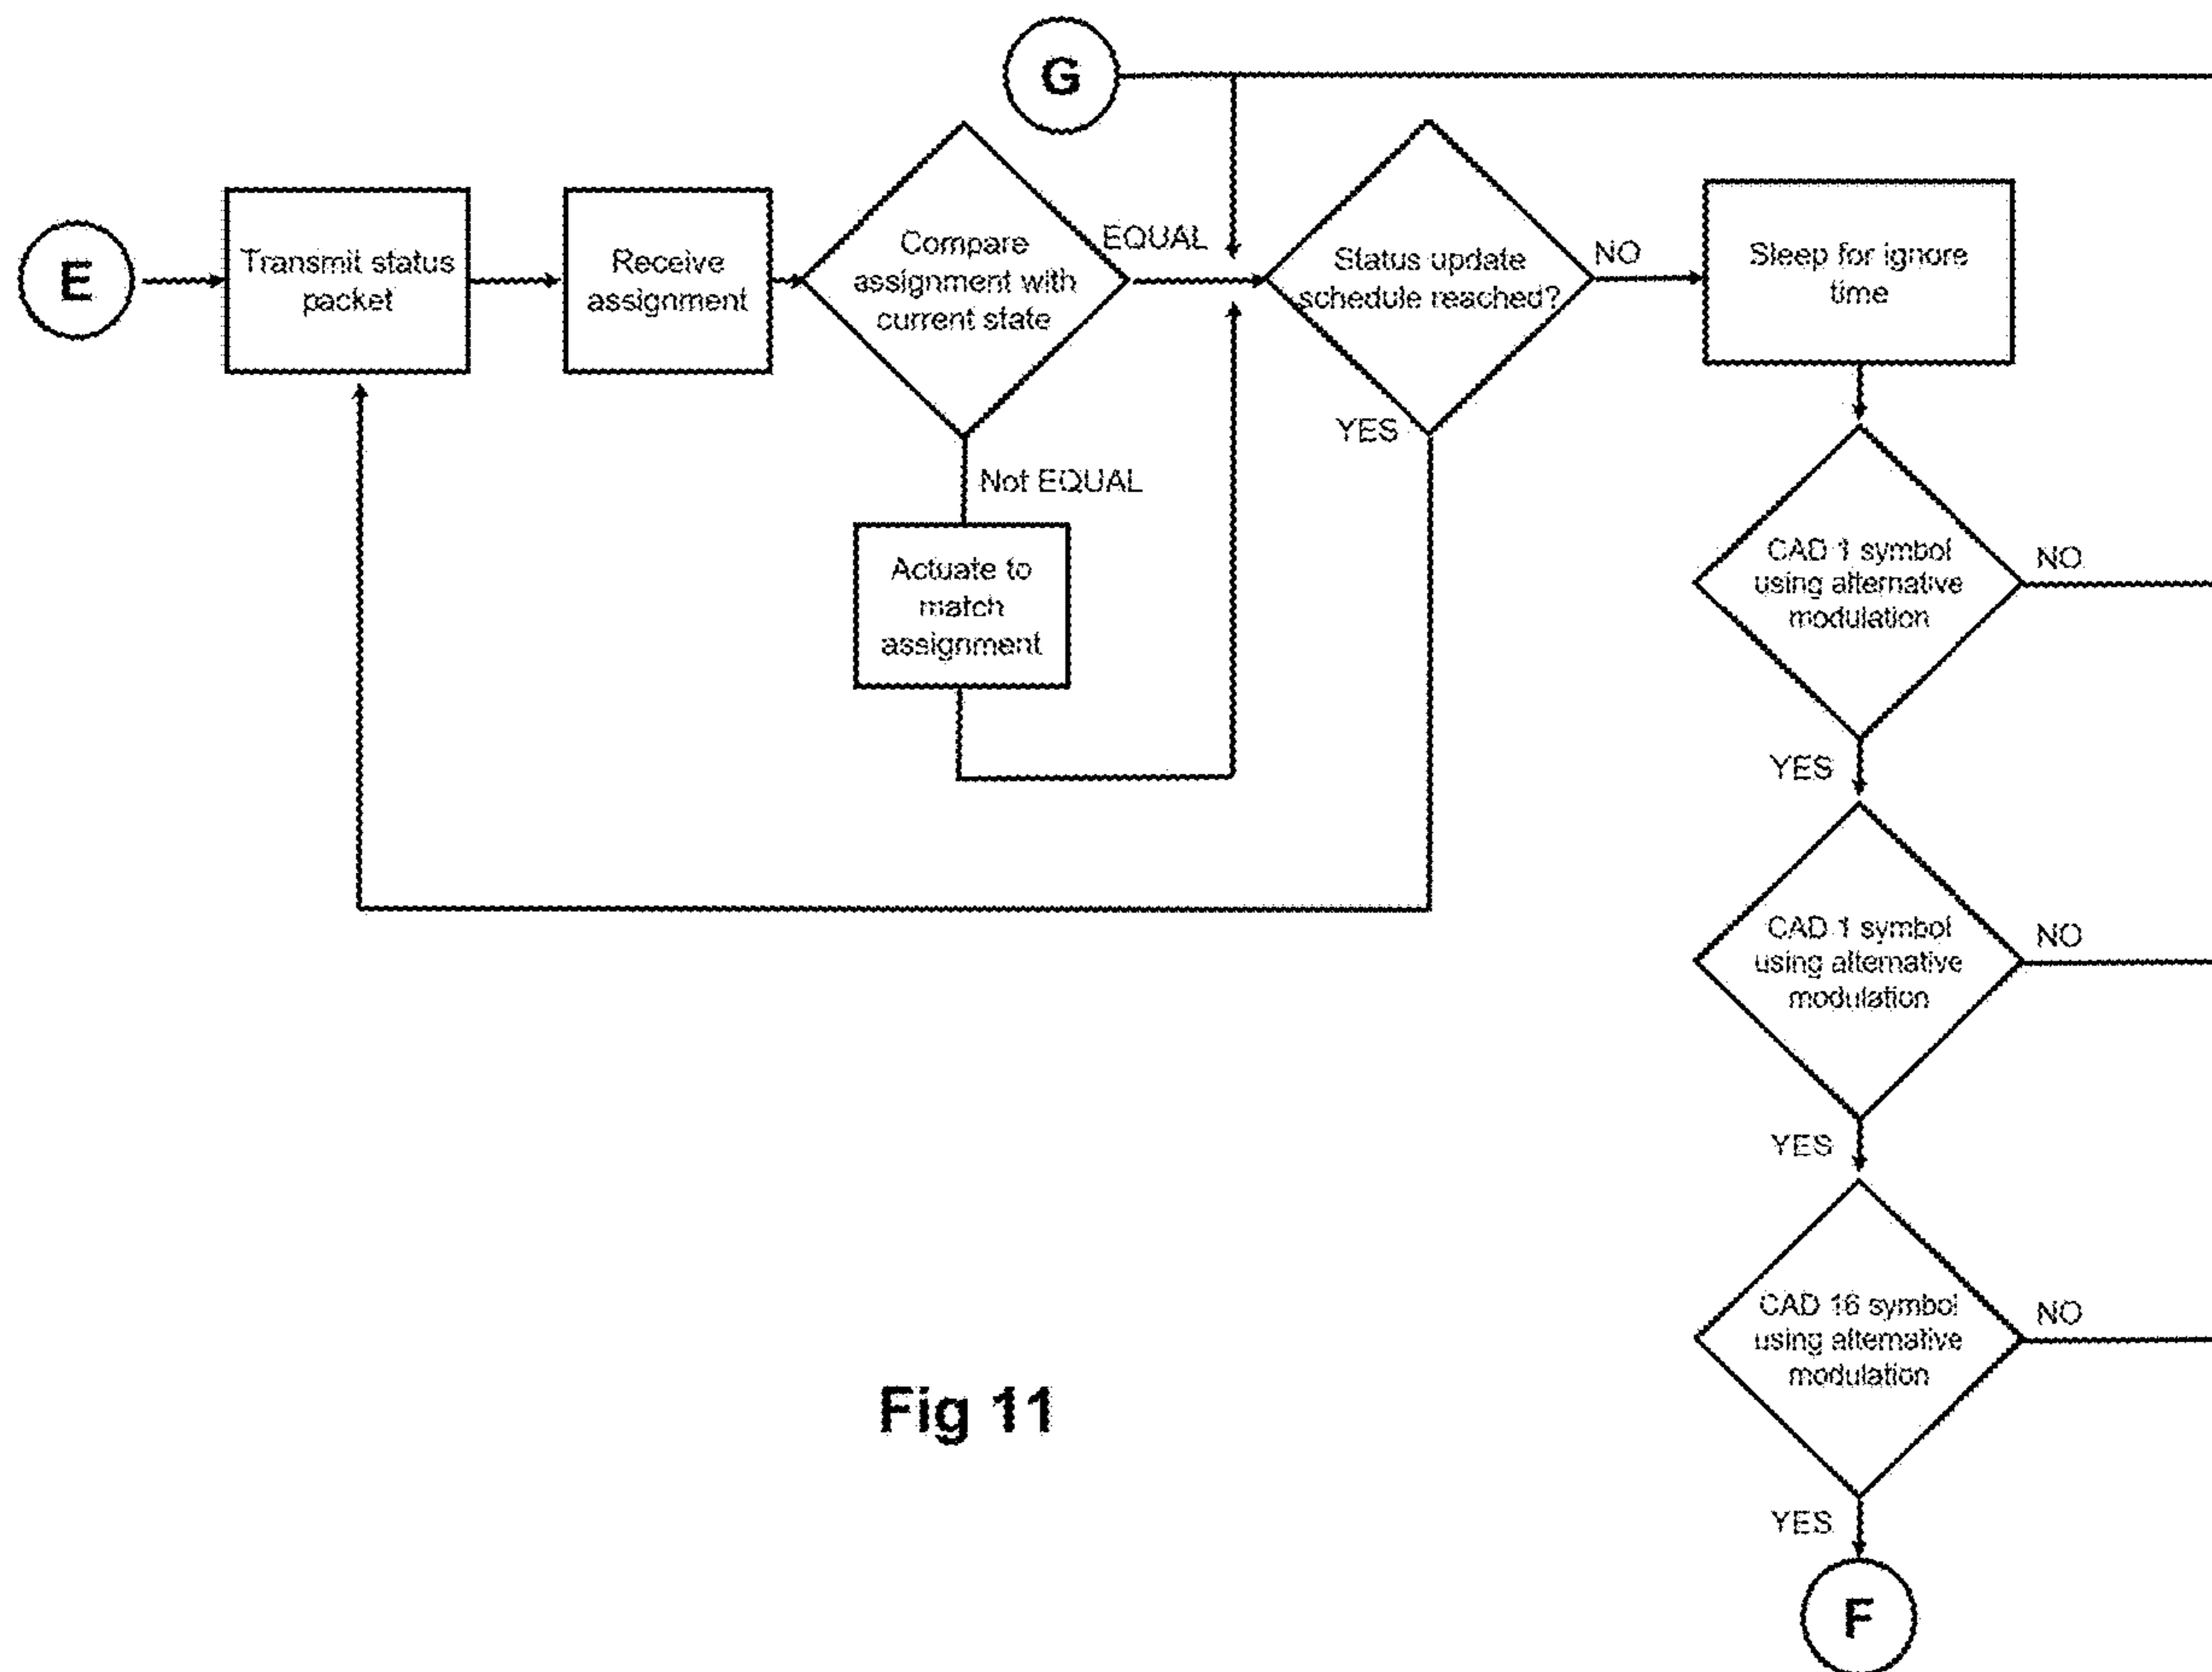 G
E
Transmit status
packet
Receive
assignment
Compare
assignment with
current state
EQUAL
Not EQUAL
Actuate to
match
assignment
Status update
schedule reached?
NO
YES
Sleep for ignore
time
CAD 1 symbol
using alternative
modulation
NO
YES
CAD 1 symbol
using alternative
modulation
NO
YES
CAD 16 symbol
using alternative
modulation
NO
YES
F
Fig 11